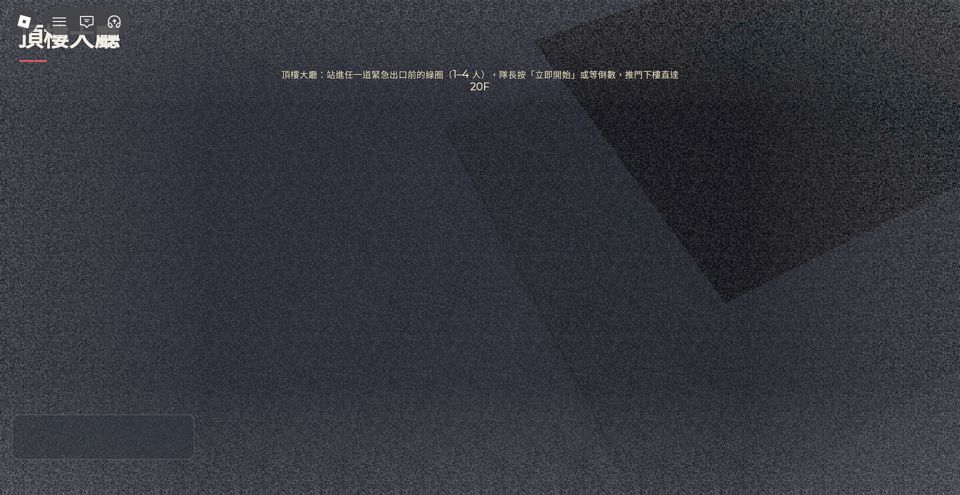 頂樓大廳
頂樓大廳：站進任一道緊急出口前的綠圈（1–4 人），隊長按「立即開始」或等倒數，推門下樓直達
20F